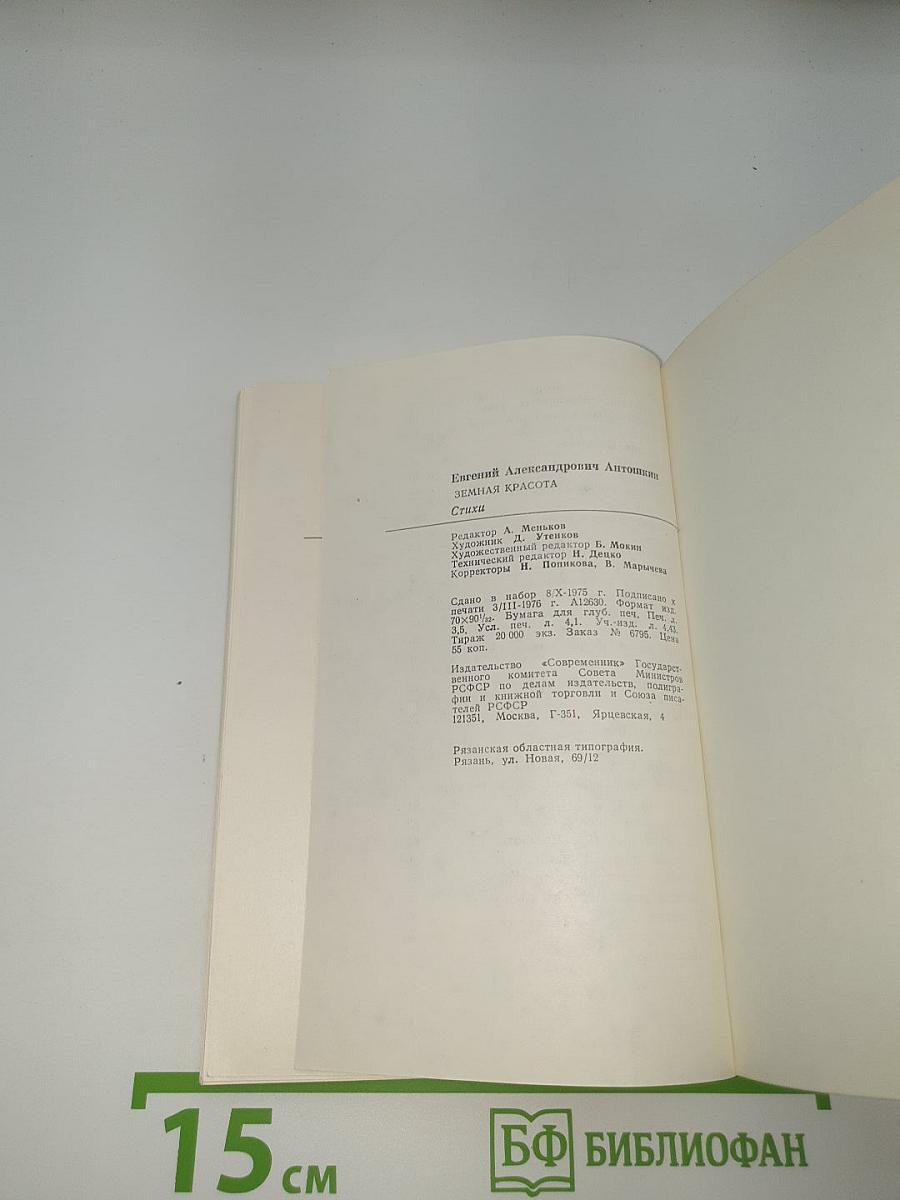 Евгений Александрович Антошкин
ЗЕМНАЯ КРАСОТА
Стихи
Редактор А. Меньков
Художник Д. Утенков
Художественный редактор Б. Мокин
Технический редактор Н. Децко
Корректоры Н. Попикова, В. Марычева
Сдано в набор 8/X-1975 г. Подписано к
печати 3/III-1976 г. А12630. Формат изд.
70×90¹/₃₂. Бумага для глуб. печ. Печ. л.
3,5. Усл. печ. л. 4,1. Уч.-изд. л. 4,43.
Тираж 20 000 экз. Заказ № 6795. Цена
55 коп.
Издательство «Современник» Государст-
венного комитета Совета Министров
РСФСР по делам издательств, полигра-
фии и книжной торговли и Союза писа-
телей РСФСР
121351, Москва, Г-351, Ярцевская, 4
Рязанская областная типография.
Рязань, ул. Новая, 69/12
15 см
БФ БИБЛИОФАН